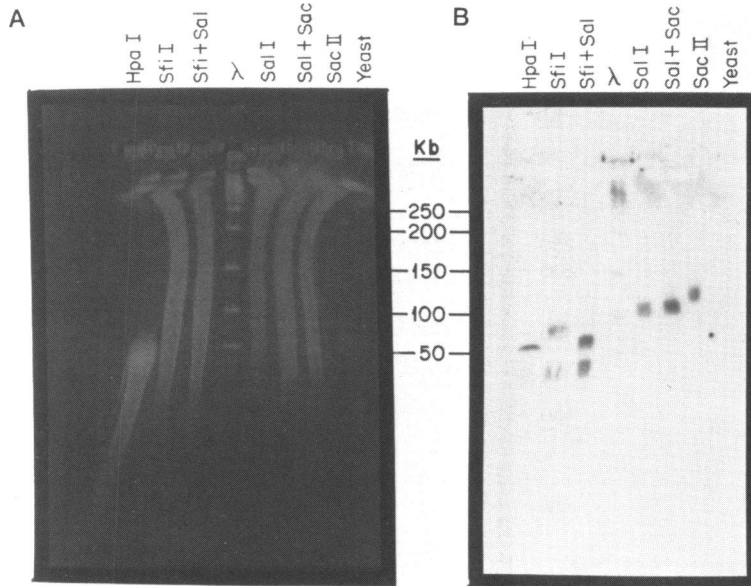 A
Hpa I
Sfi I
Sfi + Sal
λ
Sal I
Sal + Sac
Sac II
Yeast
Kb
250
200
150
100
50
B
Hpa I
Sfi I
Sfi + Sal
λ
Sal I
Sal + Sac
Sac II
Yeast